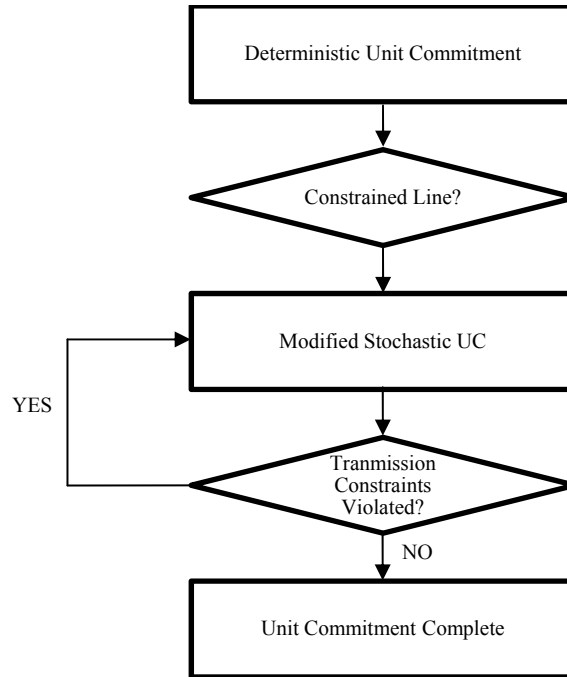 Deterministic Unit Commitment
Constrained Line?
Modified Stochastic UC
YES
Tranmission
Constraints
Violated?
NO
Unit Commitment Complete